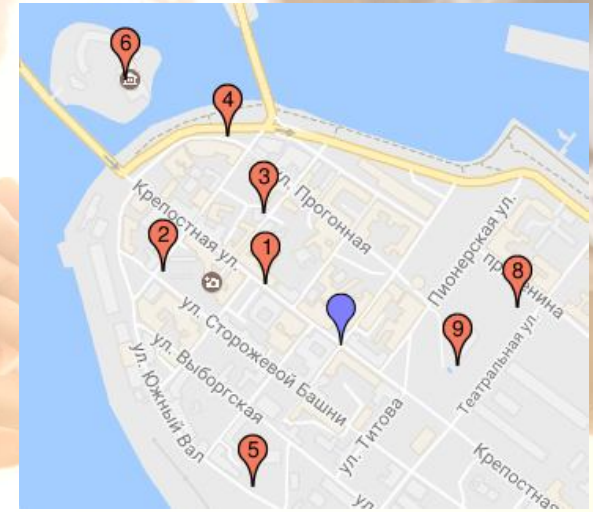 6
4
3
ул. Прогонная
Крепостная ул.
2
1
Пионерская ул.
8
9
ул. Сторожевой Башни
ул. Выборгская
ул. Южный Вал
Театральная ул.
ул. Титова
5
Крепостная